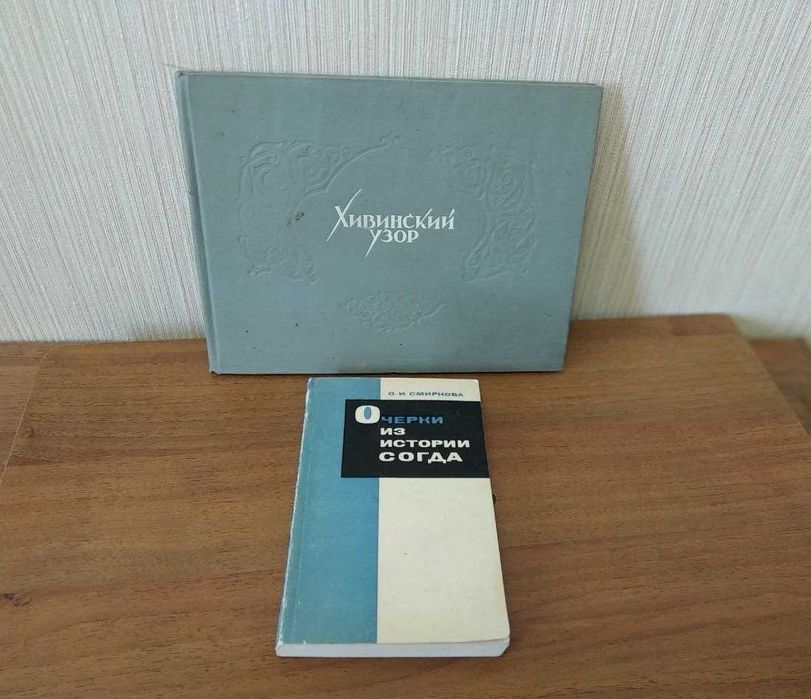 Хивинский
узор
О. И. СМИРНОВА
ОЧЕРКИ
ИЗ
ИСТОРИИ
СОГДА